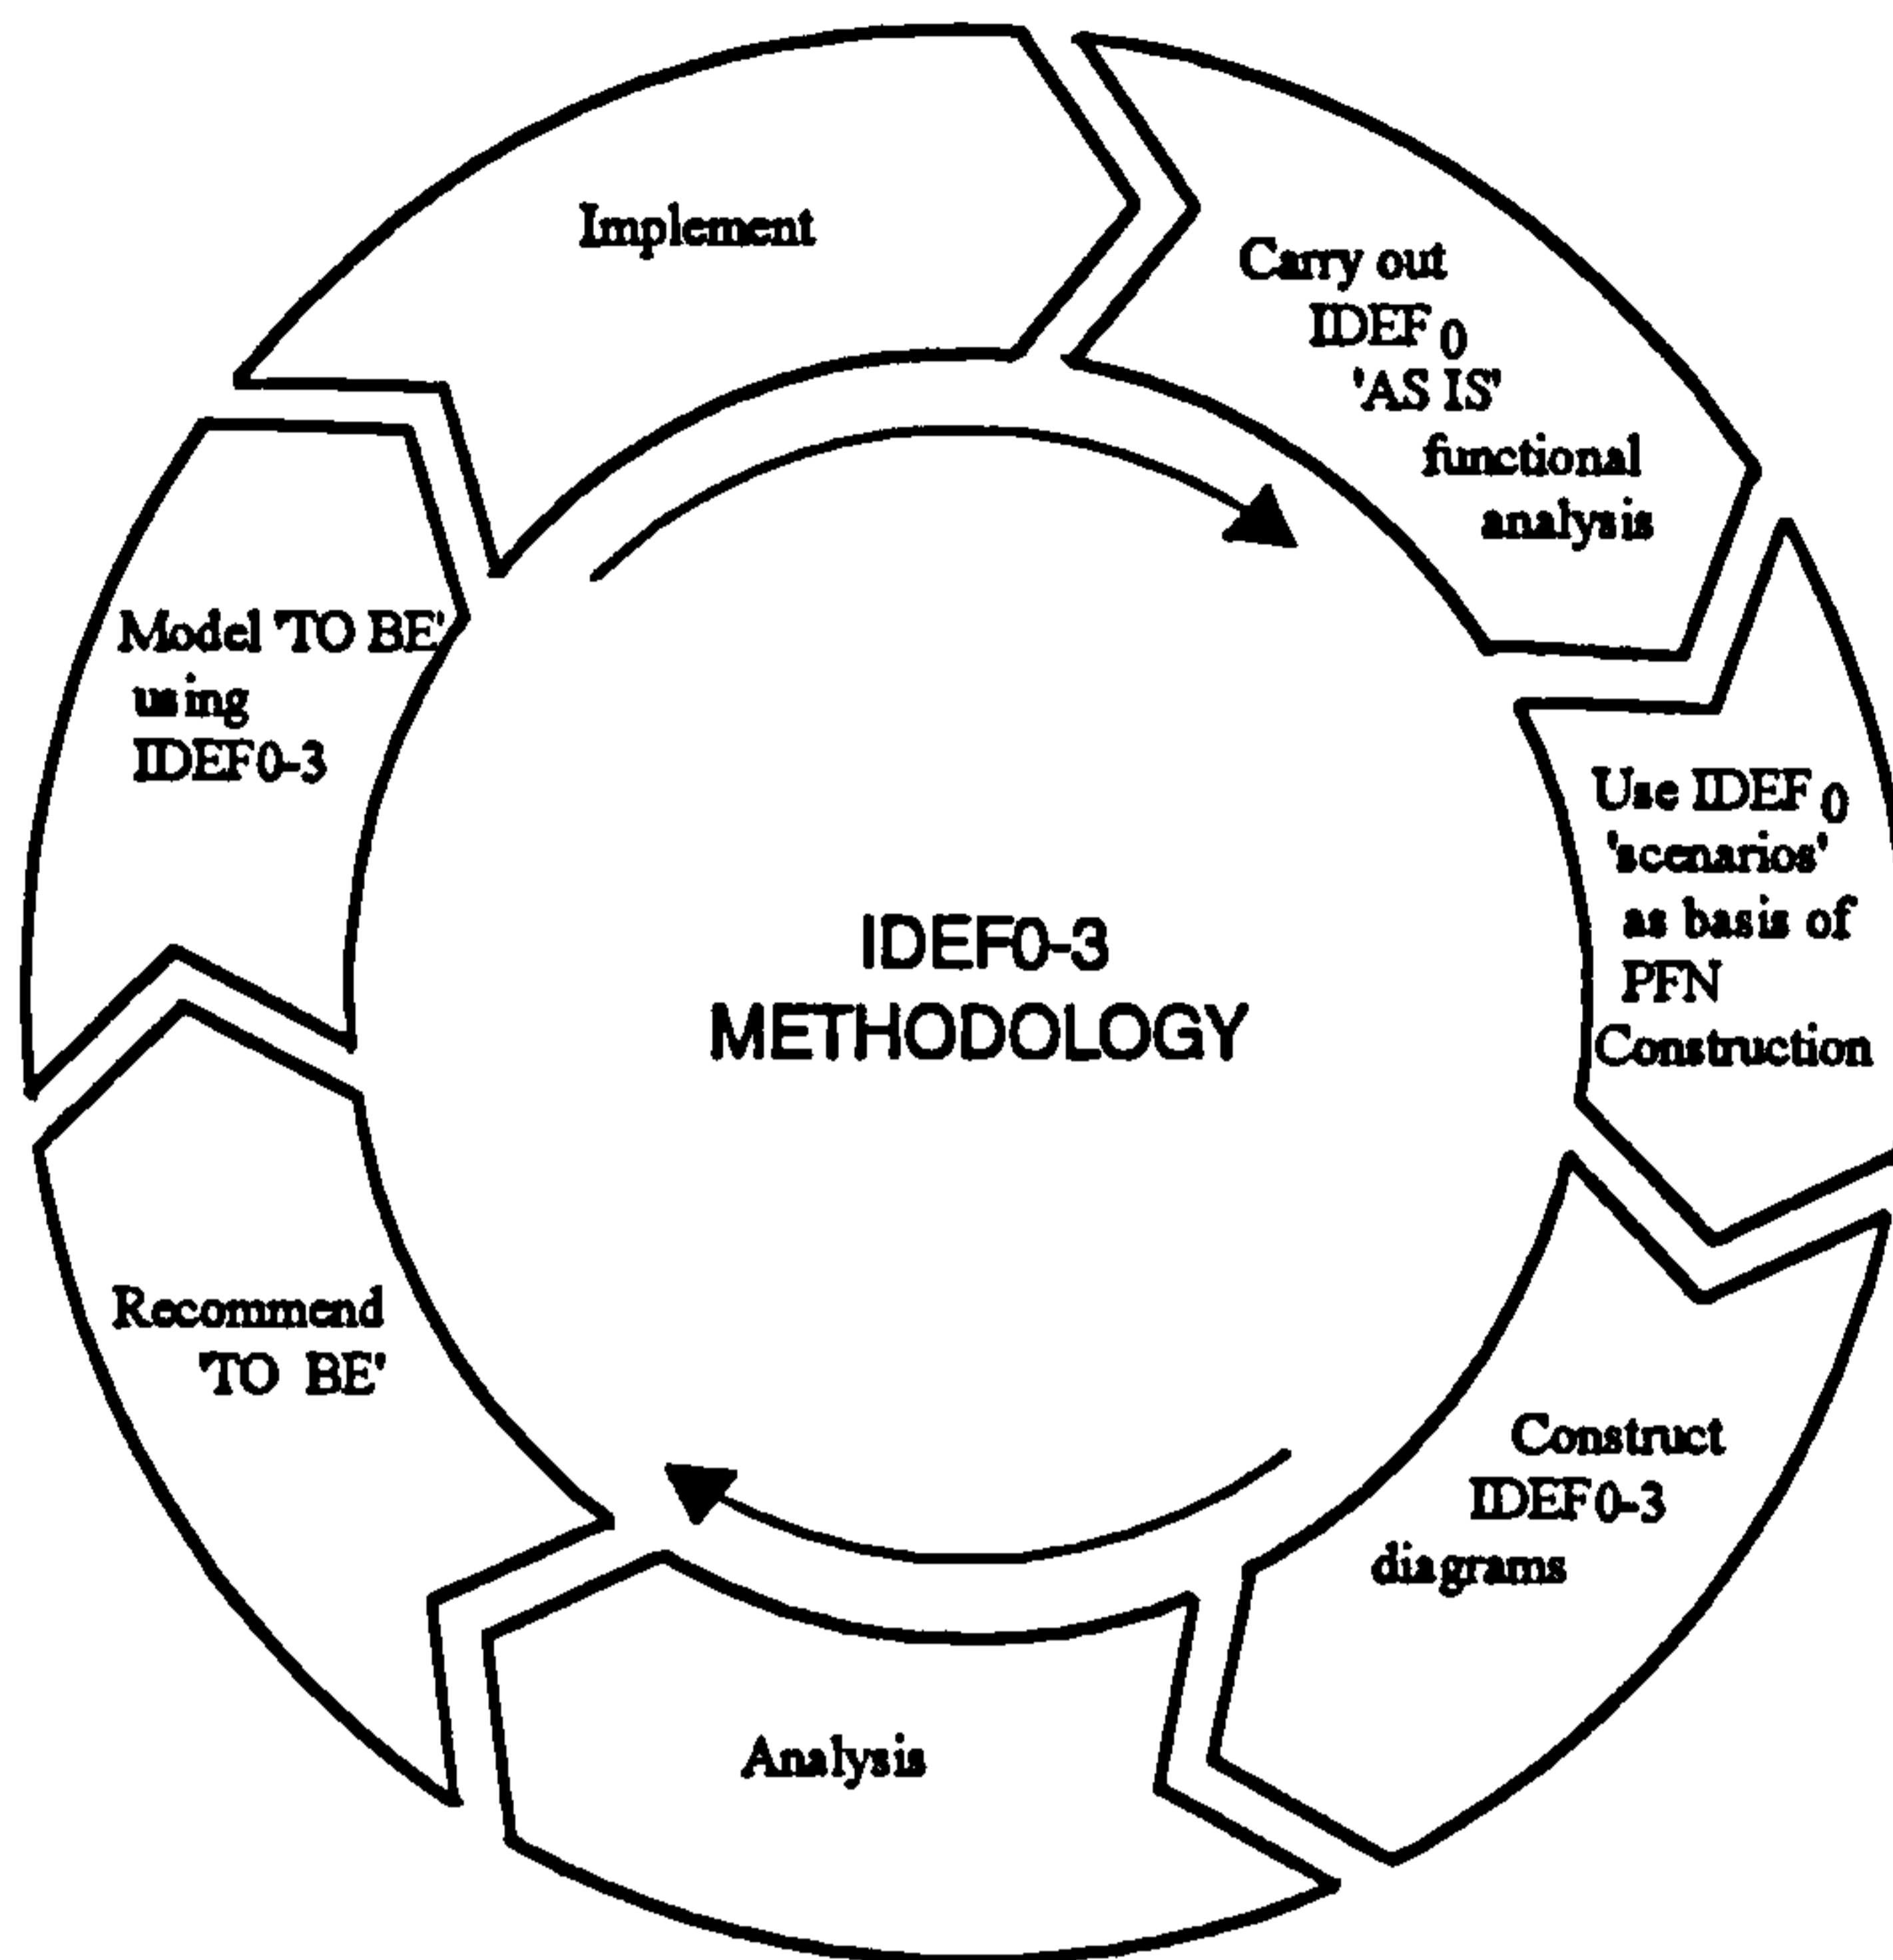 Implement
Carry out
IDEF 0
'AS IS'
functional
analysis
Use IDEF 0
'scenarios'
as basis of
PFN
Construction
Construct
IDEF0-3
diagrams
Analysis
Recommend
'TO BE'
Model 'TO BE'
using
IDEF0-3
IDEF0-3
METHODOLOGY